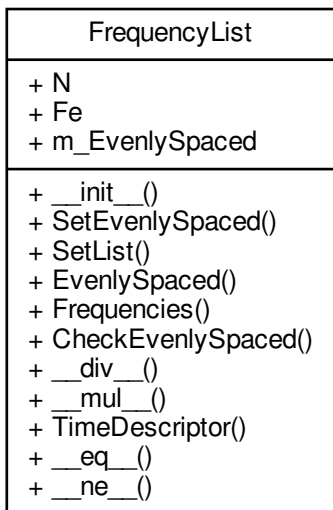 FrequencyList
+ N
+ Fe
+ m_EvenlySpaced
+ __init__()
+ SetEvenlySpaced()
+ SetList()
+ EvenlySpaced()
+ Frequencies()
+ CheckEvenlySpaced()
+ __div__()
+ __mul__()
+ TimeDescriptor()
+ __eq__()
+ __ne__()